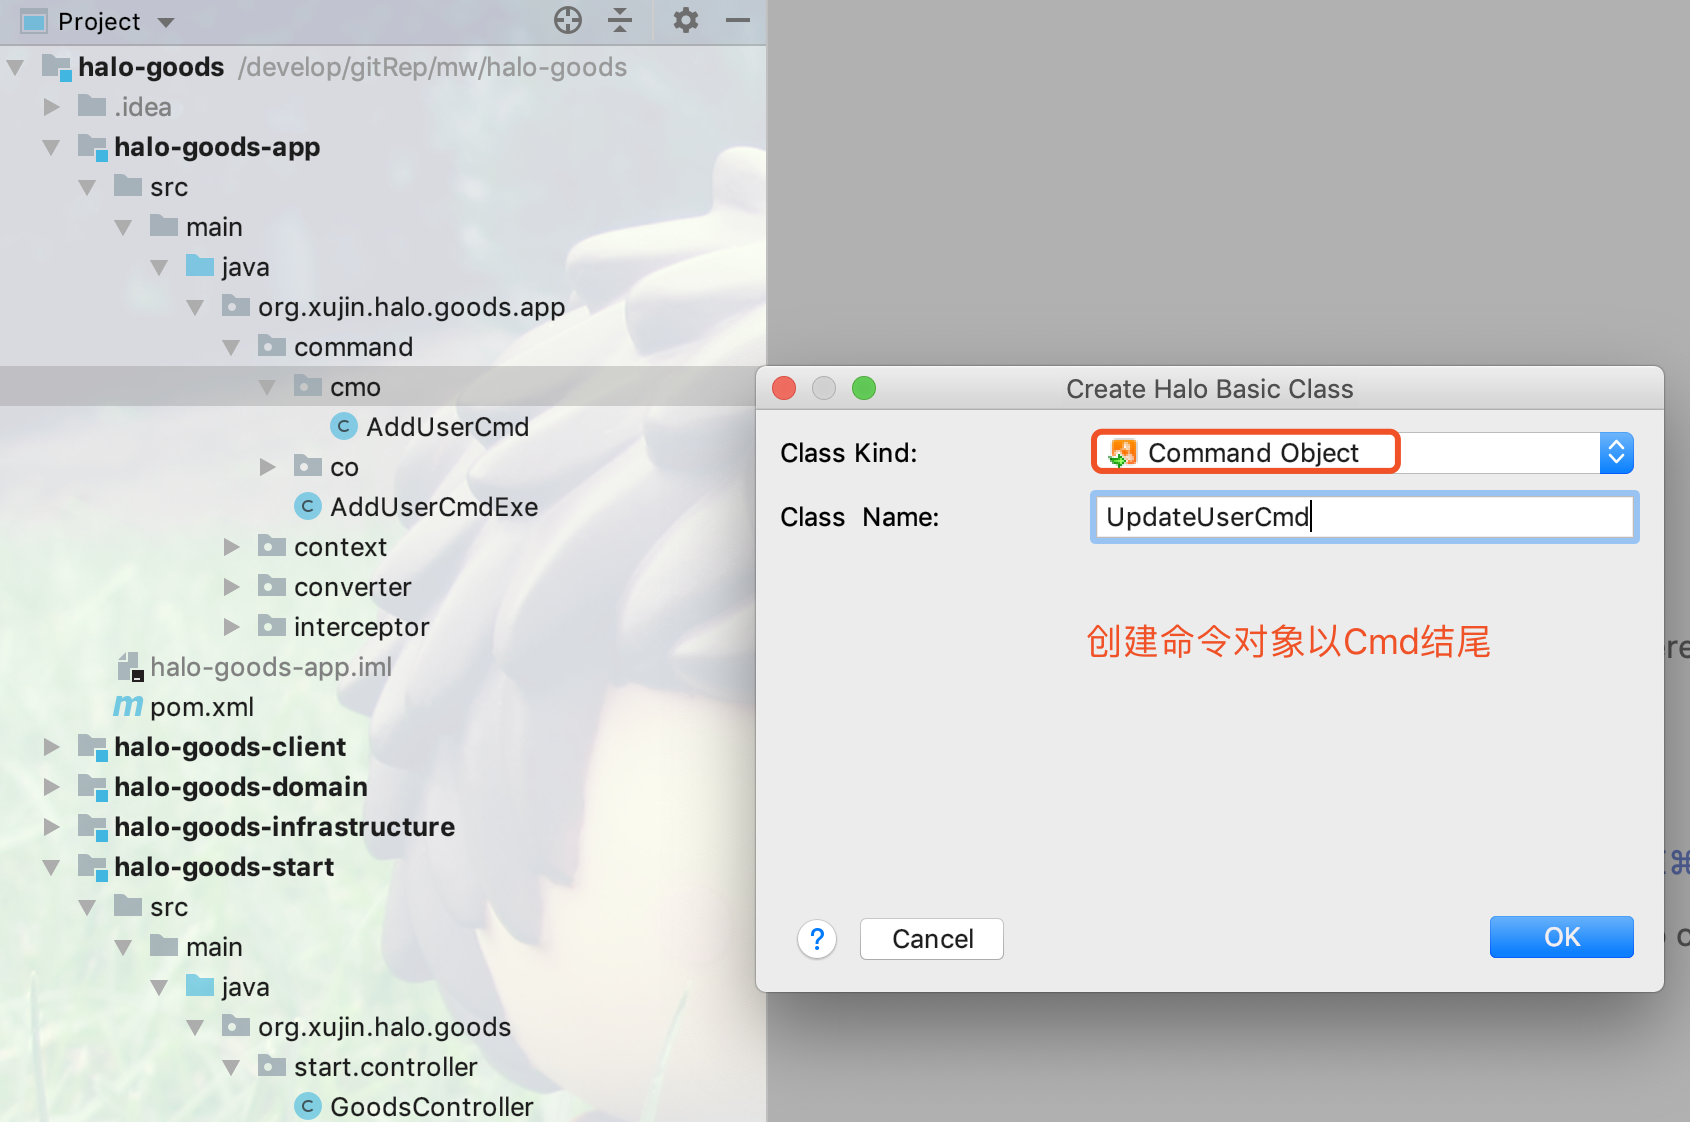 Project
halo-goods /develop/gitRep/mw/halo-goods
.idea
halo-goods-app
src
main
java
org.xujin.halo.goods.app
command
cmo
AddUserCmd
co
AddUserCmdExe
context
converter
interceptor
halo-goods-app.iml
pom.xml
halo-goods-client
halo-goods-domain
halo-goods-infrastructure
halo-goods-start
src
main
java
org.xujin.halo.goods
start.controller
GoodsController
Create Halo Basic Class
Class Kind:
Command Object
Class Name:
UpdateUserCmd
创建命令对象以Cmd结尾
?
Cancel
OK